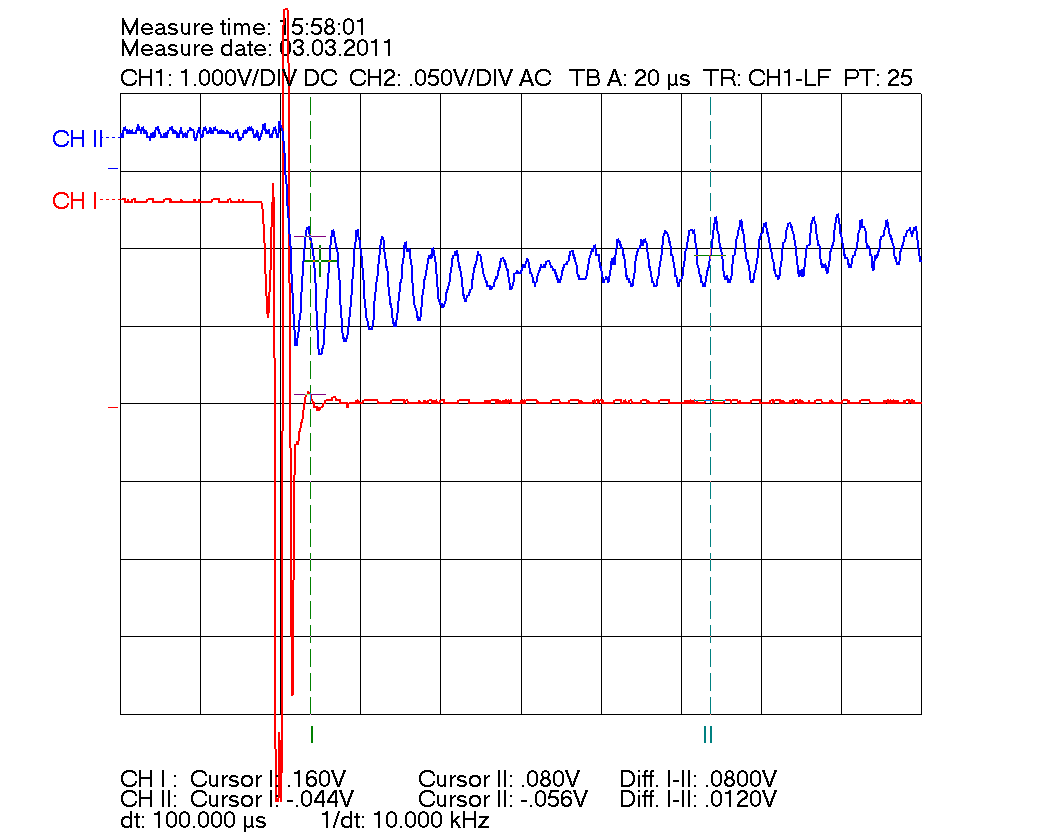 Measure time: 15:58:01
Measure date: 03.03.2011
CH1: 1.000V/DIV DC CH2: .050V/DIV AC TB A: 20 µs TR: CH1-LF PT: 25
CH II
CH I
I II
CH I : Cursor I: .160V Cursor II: .080V Diff. I-II: .0800V
CH II: Cursor I: -.044V Cursor II: -.056V Diff. I-II: .0120V
dt: 100.000 µs 1/dt: 10.000 kHz